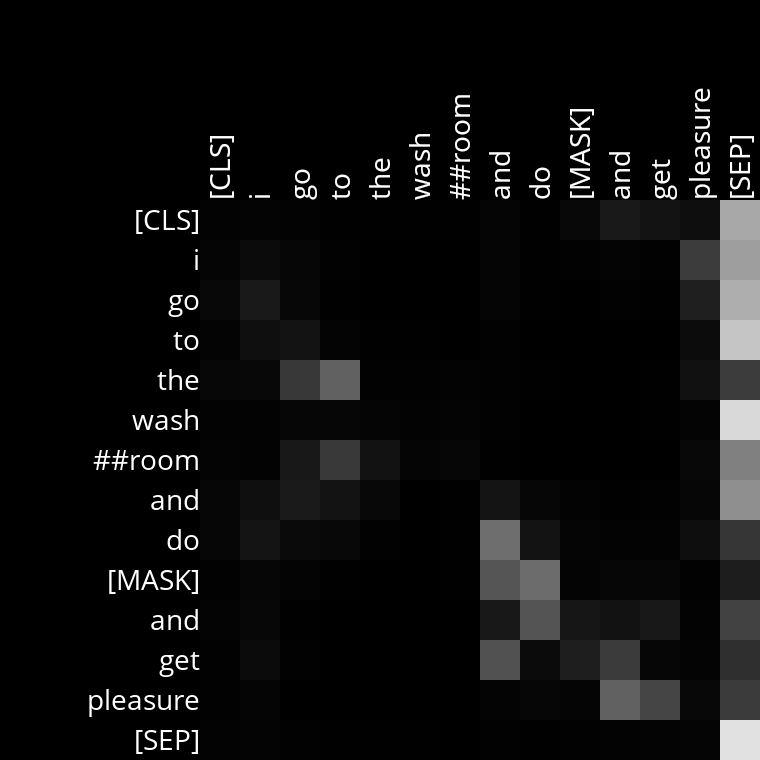 [CLS] i go to the wash ##room and do [MASK] and get pleasure [SEP]
[CLS]
i
go
to
the
wash
##room
and
do
[MASK]
and
get
pleasure
[SEP]